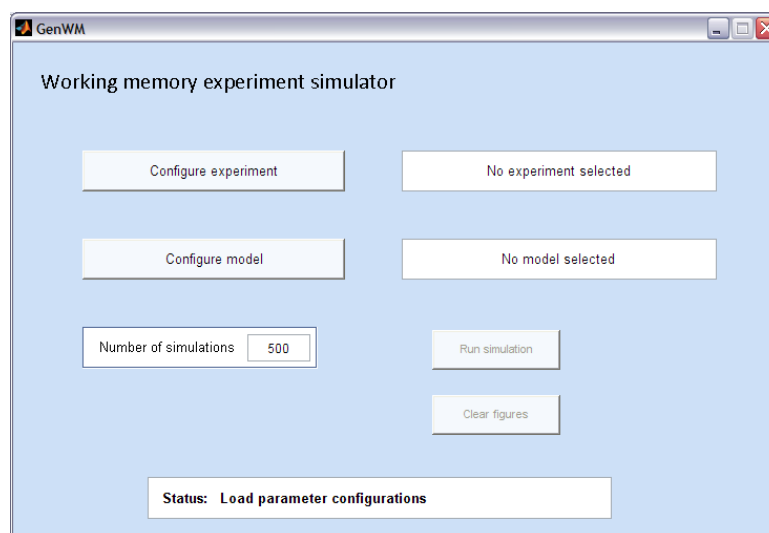 GenWM
Working memory experiment simulator
Configure experiment
No experiment selected
Configure model
No model selected
Number of simulations 500
Run simulation
Clear figures
Status: Load parameter configurations